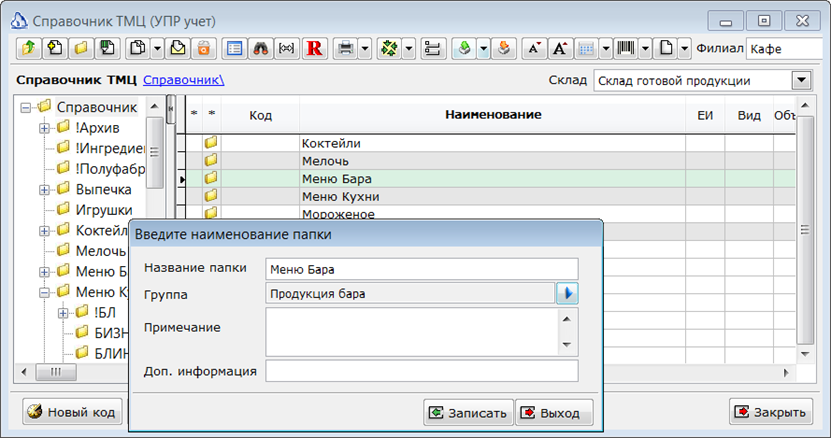 Справочник ТМЦ (УПР учет)
R
A A
Филиал Кафе
Справочник ТМЦ Справочник\
Склад Склад готовой продукции
Справочник
!Архив
!Ингредиен
!Полуфабр
Выпечка
Игрушки
Коктейл
Мелочь
Меню Б
Меню К
!БЛ
БИЗН
БЛИН
* * Код Наименование ЕИ Вид Объ
Коктейли
Мелочь
Меню Бара
Меню Кухни
Мороженое
Введите наименование папки
Название папки Меню Бара
Группа Продукция бара
Примечание
Доп. информация
Записать Выход
Новый код
Закрыть